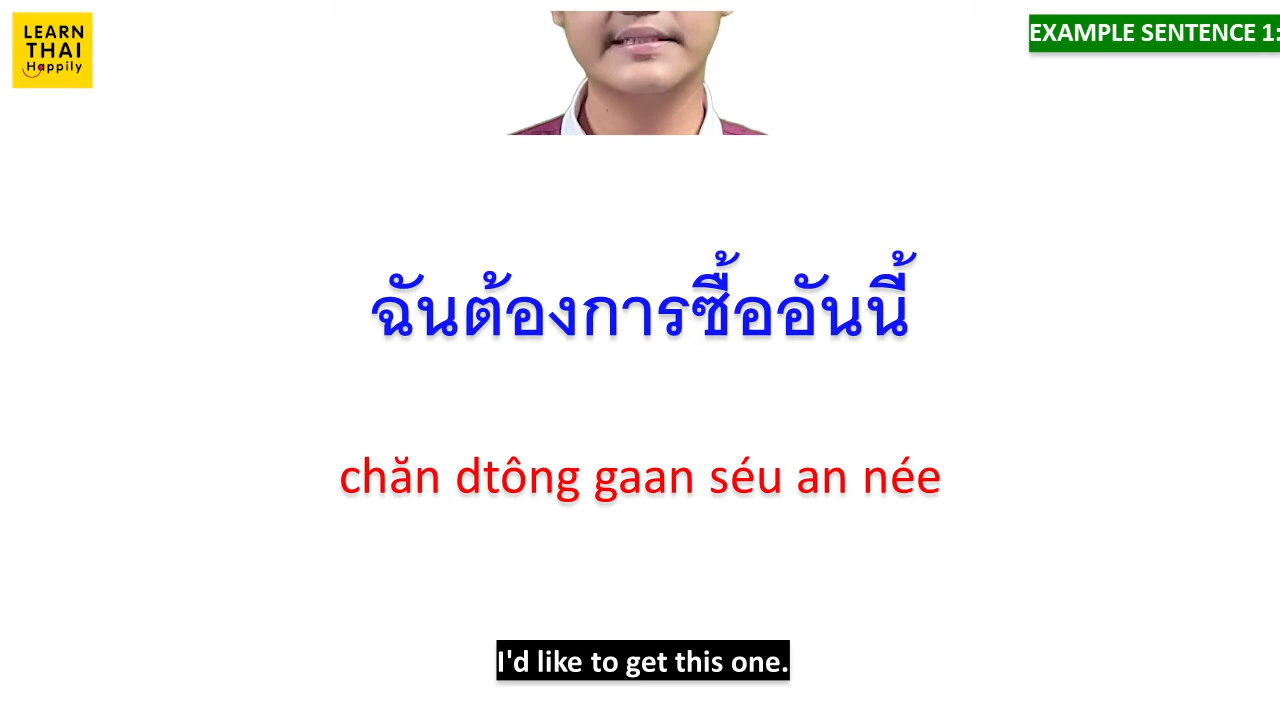 LEARN
THAI
Happily
EXAMPLE SENTENCE 1:
ฉันต้องการซื้ออันนี้
chăn dtông gaan séu an née
I'd like to get this one.